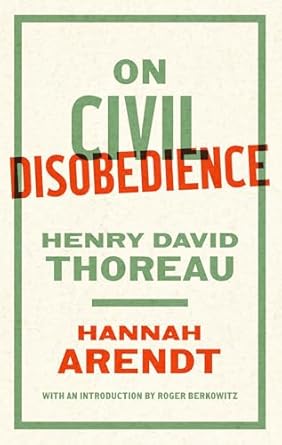 ON
CIVIL
DISOBEDIENCE
HENRY DAVID
THOREAU
HANNAH
ARENDT
WITH AN INTRODUCTION BY ROGER BERKOWITZ